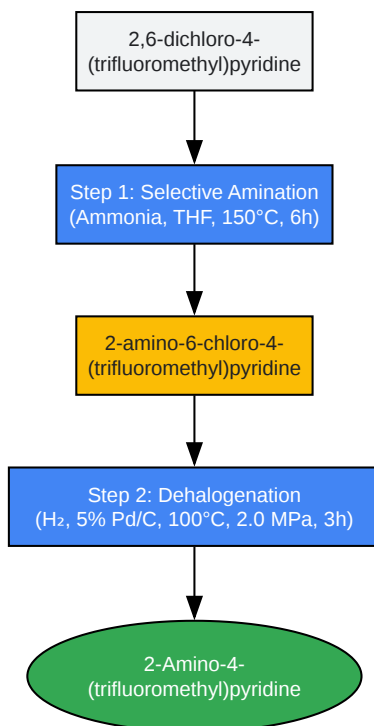 2,6-dichloro-4-
(trifluoromethyl)pyridine
Step 1: Selective Amination
(Ammonia, THF, 150°C, 6h)
2-amino-6-chloro-4-
(trifluoromethyl)pyridine
Step 2: Dehalogenation
(H₂, 5% Pd/C, 100°C, 2.0 MPa, 3h)
2-Amino-4-
(trifluoromethyl)pyridine